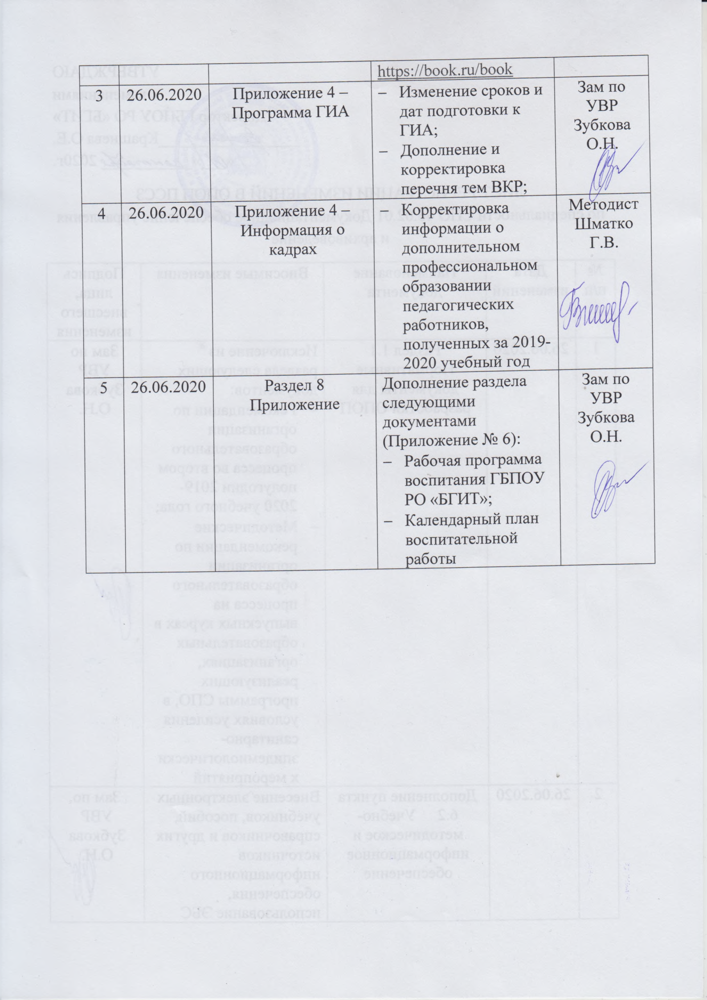 https://book.ru/book
3
26.06.2020
Приложение 4 –
Программа ГИА
– Изменение сроков и
дат подготовки к
ГИА;
– Дополнение и
корректировка
перечня тем ВКР;
Зам по
УВР
Зубкова
О.Н.
4
26.06.2020
Приложение 4 –
Информация о
кадрах
– Корректировка
информации о
дополнительном
профессиональном
образовании
педагогических
работников,
полученных за 2019-
2020 учебный год
Методист
Шматко
Г.В.
5
26.06.2020
Раздел 8
Приложение
Дополнение раздела
следующими
документами
(Приложение № 6):
– Рабочая программа
воспитания ГБПОУ
РО «БГИТ»;
– Календарный план
воспитательной
работы
Зам по
УВР
Зубкова
О.Н.